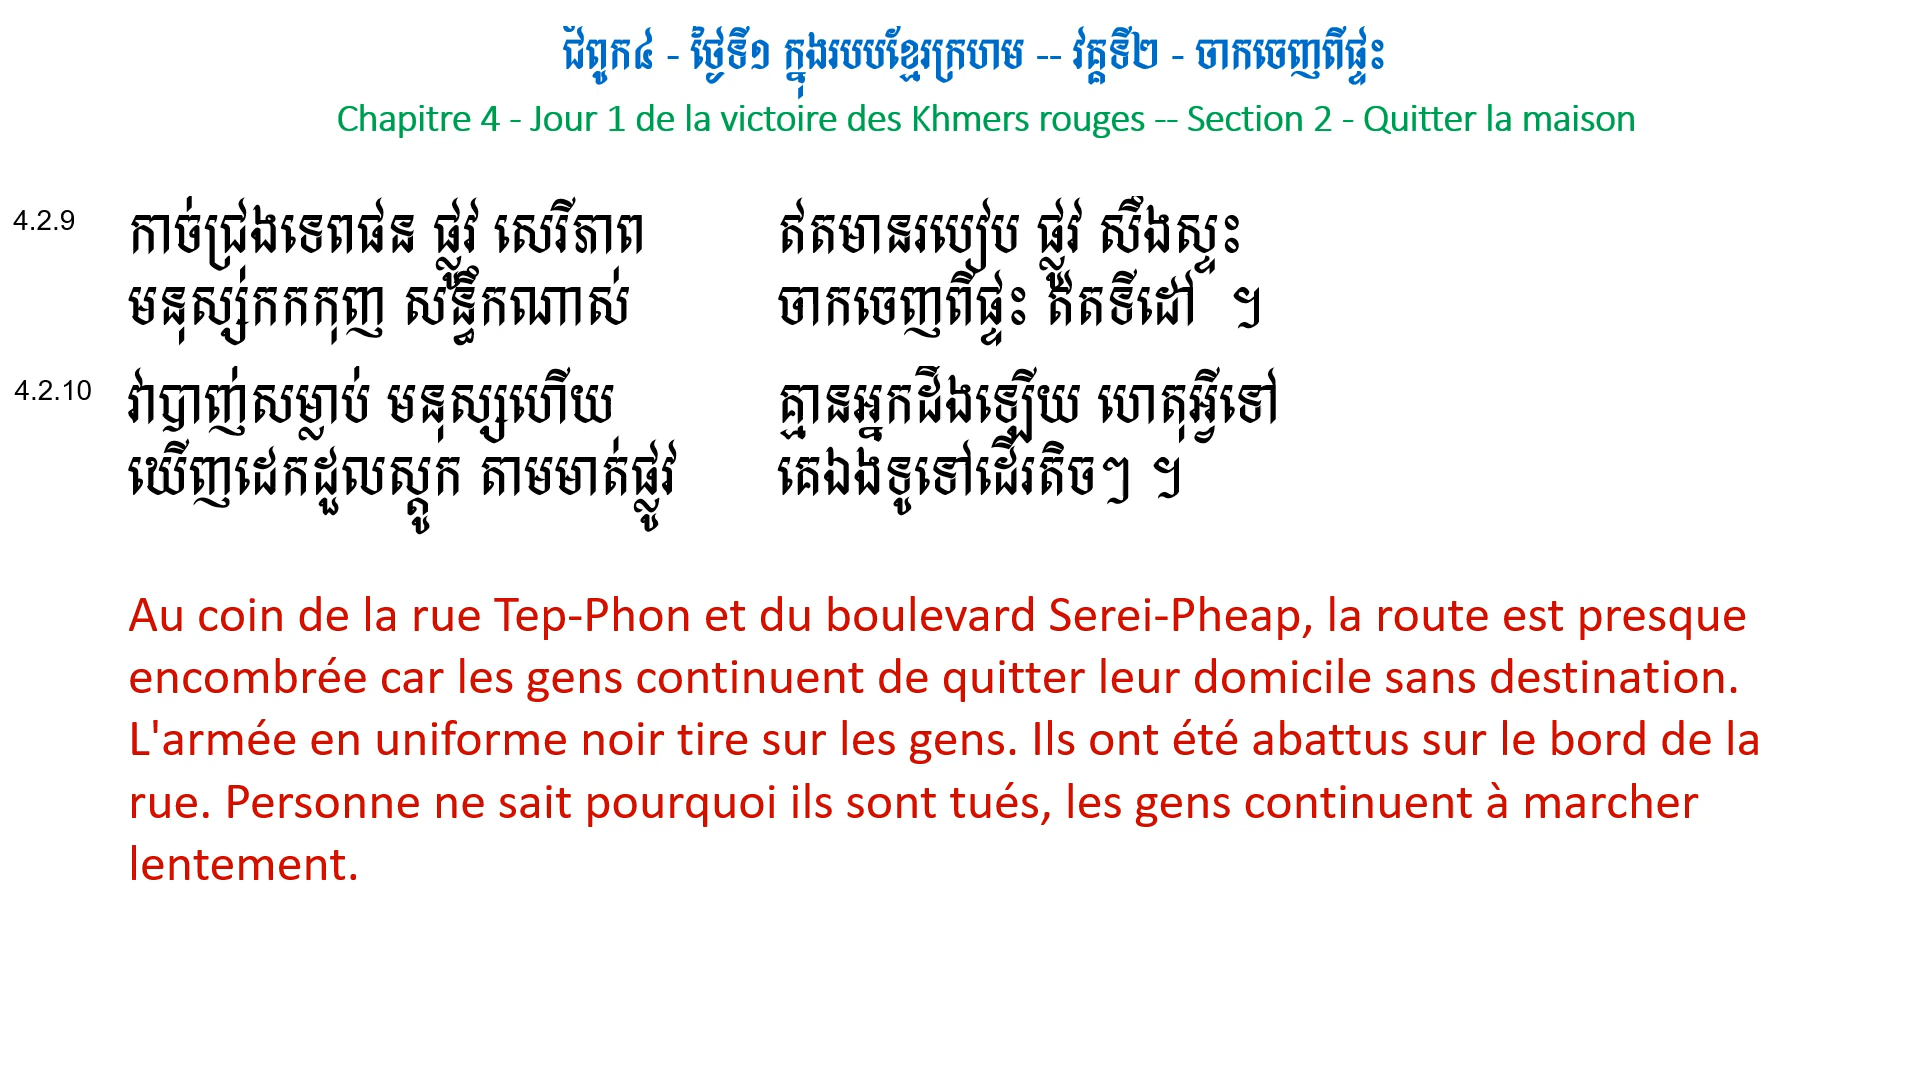 ជំពូក៤ - ថ្ងៃទី១ ក្នុងរបបខ្មែរក្រហម -- វគ្គទី២ - ចាកចេញពីផ្ទះ
Chapitre 4 - Jour 1 de la victoire des Khmers rouges -- Section 2 - Quitter la maison
4.2.9 កាច់ជ្រុងទេពផន ផ្លូវ សេរីភាព ឥតមានរបៀប ផ្លូវ សឹងស្ទះ
មនុស្ស់កកកុញ សន្ធឹកណាស់ ចាកចេញពីផ្ទះ ឥតទីដៅ ។
4.2.10 វាបាញ់សម្លាប់ មនុស្សហើយ គ្មានអ្នកដឹងឡើយ ហេតុអ្វីទៅ
ឃើញដេកដួលស្តូក តាមមាត់ផ្លូវ គេឯងទូទៅដើរតិចៗ ។
Au coin de la rue Tep-Phon et du boulevard Serei-Pheap, la route est presque
encombrée car les gens continuent de quitter leur domicile sans destination.
L'armée en uniforme noir tire sur les gens. Ils ont été abattus sur le bord de la
rue. Personne ne sait pourquoi ils sont tués, les gens continuent à marcher
lentement.